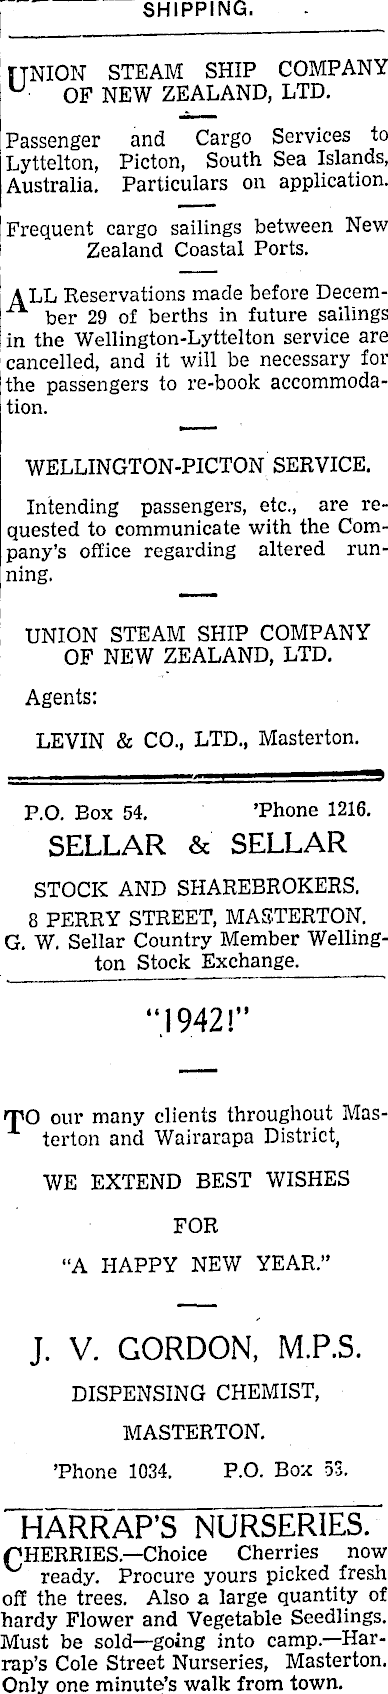 SHIPPING.
UNION STEAM SHIP COMPANY
OF NEW ZEALAND, LTD.
Passenger and Cargo Services to
Lyttelton, Picton, South Sea Islands,
Australia. Particulars on application.
Frequent cargo sailings between New
Zealand Coastal Ports.
ALL Reservations made before Decem-
ber 29 of berths in future sailings
in the Wellington-Lyttelton service are
cancelled, and it will be necessary for
the passengers to re-book accommoda-
tion.
WELLINGTON-PICTON SERVICE.
Intending passengers, etc., are re-
quested to communicate with the Com-
pany's office regarding altered run-
ning.
UNION STEAM SHIP COMPANY
OF NEW ZEALAND, LTD.
Agents:
LEVIN & CO., LTD., Masterton.
P.O. Box 54. 'Phone 1216.
SELLAR & SELLAR
STOCK AND SHAREBROKERS.
8 PERRY STREET, MASTERTON.
G. W. Sellar Country Member Welling-
ton Stock Exchange.
"1942!"
TO our many clients throughout Mas-
terton and Wairarapa District,
WE EXTEND BEST WISHES
FOR
"A HAPPY NEW YEAR."
J. V. GORDON, M.P.S.
DISPENSING CHEMIST,
MASTERTON.
'Phone 1034. P.O. Box 53.
HARRAP'S NURSERIES.
CHERRIES.—Choice Cherries now
ready. Procure yours picked fresh
off the trees. Also a large quantity of
hardy Flower and Vegetable Seedlings.
Must be sold—going into camp.—Har-
rap's Cole Street Nurseries, Masterton.
Only one minute's walk from town.